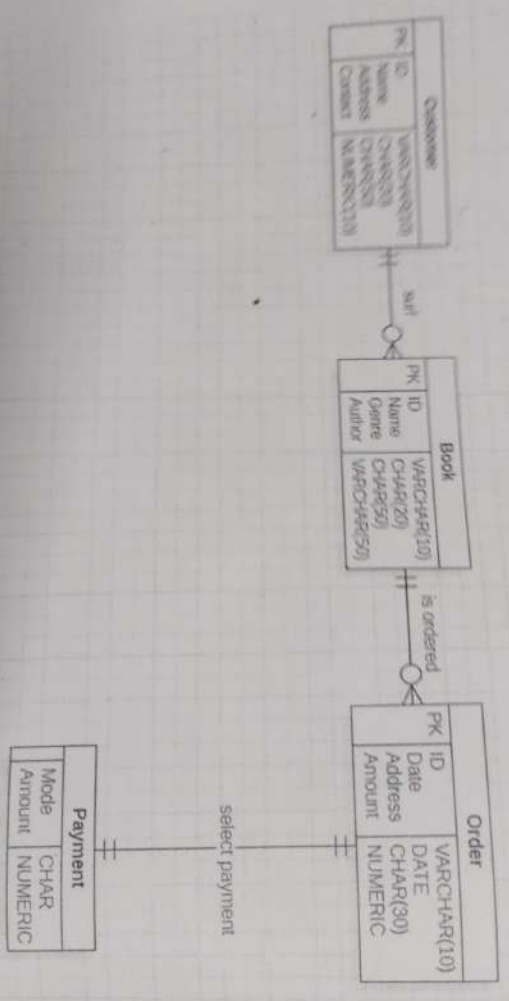 Customer
PK ID VARCHAR(10)
Name CHAR(20)
Address CHAR(50)
Contact NUMERIC(10)
surf
Book
PK ID VARCHAR(10)
Name CHAR(20)
Genre CHAR(50)
Author VARCHAR(50)
is ordered
Order
PK ID VARCHAR(10)
Date DATE
Address CHAR(30)
Amount NUMERIC
select payment
Payment
Mode CHAR
Amount NUMERIC